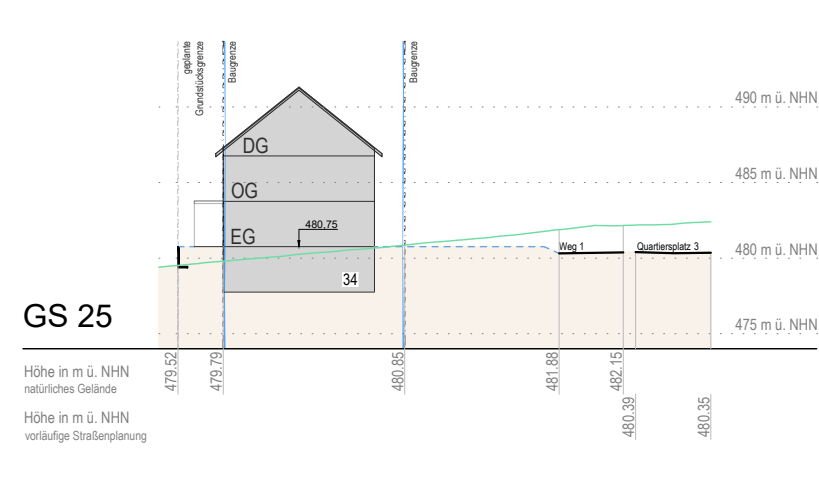 geplante
Grundstücksgrenze
Baugrenze
Baugrenze
490 m ü. NHN
DG
485 m ü. NHN
OG
480.75
EG
Weg 1
Quartiersplatz 3
480 m ü. NHN
34
GS 25
475 m ü. NHN
Höhe in m ü. NHN
natürliches Gelände
479.52
479.79
480.85
481.88
482.15
Höhe in m ü. NHN
vorläufige Straßenplanung
480.39
480.35